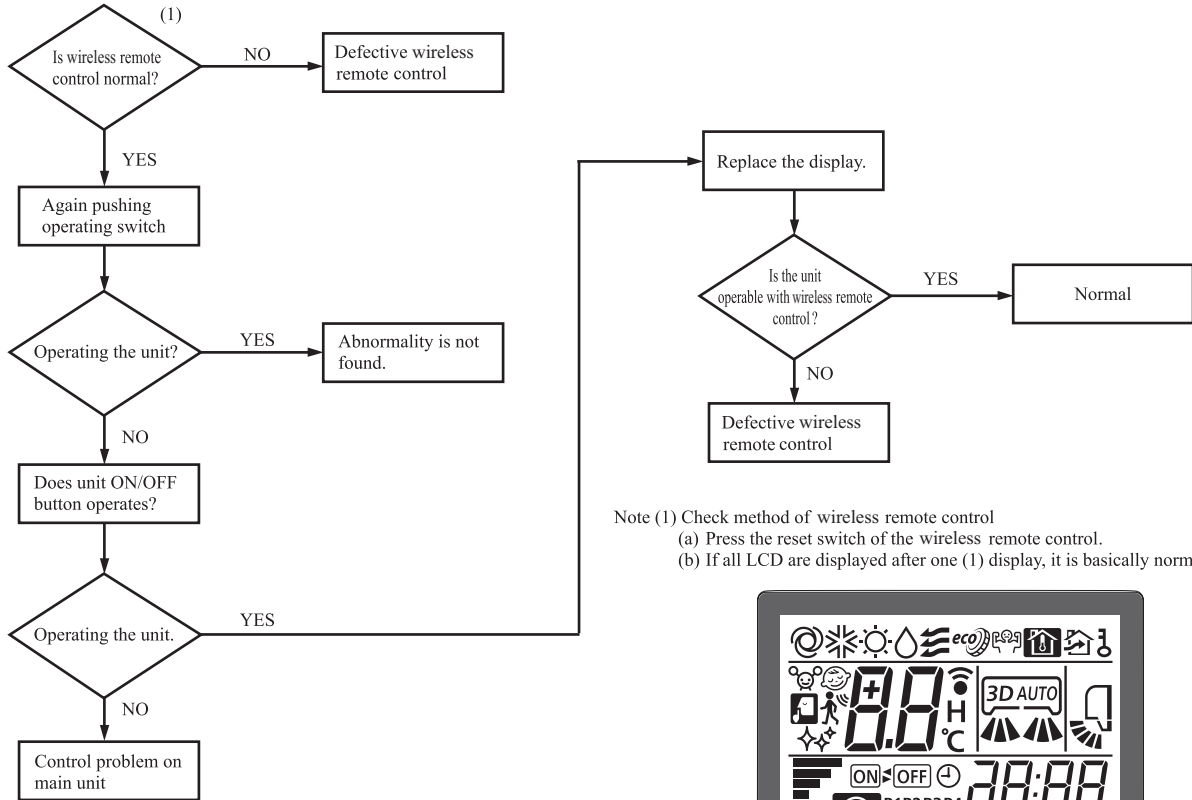 (1)
Is wireless remote
control normal?
NO
Defective wireless
remote control
YES
Again pushing
operating switch
Operating the unit?
YES
Abnormality is not
found.
NO
Does unit ON/OFF
button operates?
Operating the unit.
YES
NO
Control problem on
main unit
Replace the display.
Is the unit
operable with wireless remote
control ?
YES
Normal
NO
Defective wireless
remote control
Note (1) Check method of wireless remote control
(a) Press the reset switch of the wireless remote control.
(b) If all LCD are displayed after one (1) display, it is basically norm
eco
8.8
H
°C
3D AUTO
ON OFF
88:88